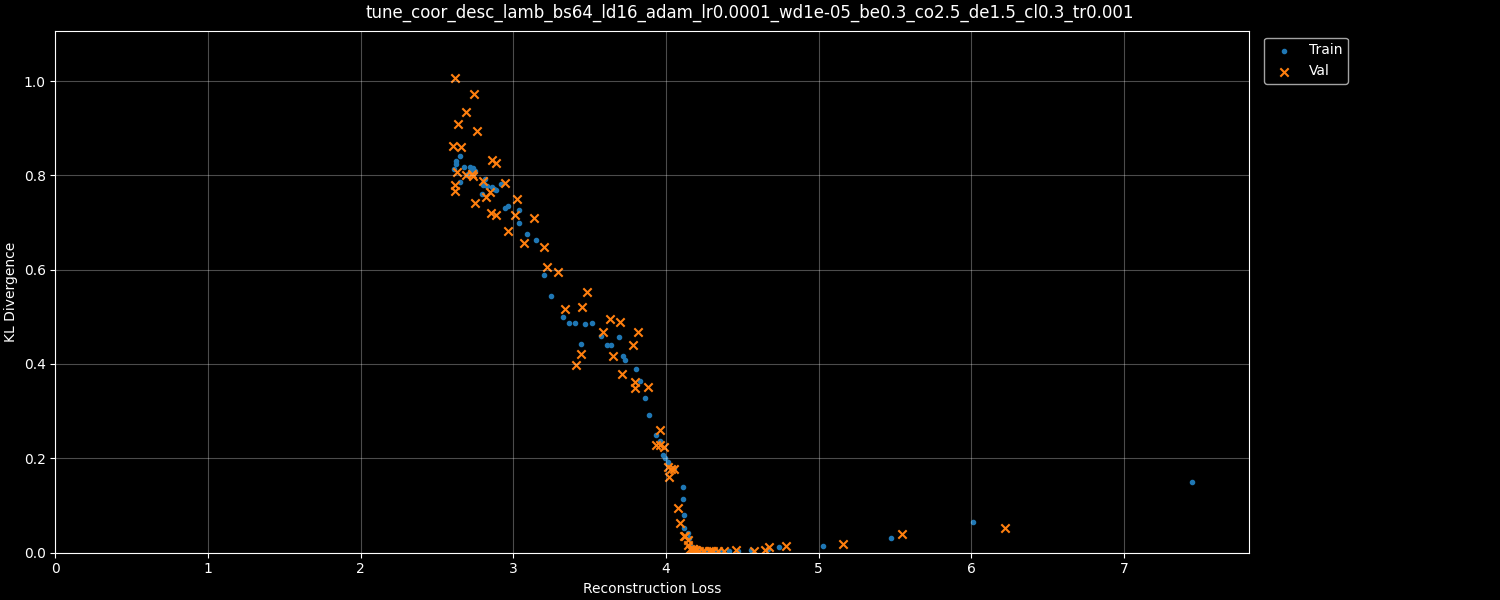 tune_coor_desc_lamb_bs64_ld16_adam_lr0.0001_wd1e-05_be0.3_co2.5_de1.5_cl0.3_tr0.001
Train
Val
KL Divergence
1.0
0.8
0.6
0.4
0.2
0.0
0 1 2 3 4 5 6 7
Reconstruction Loss